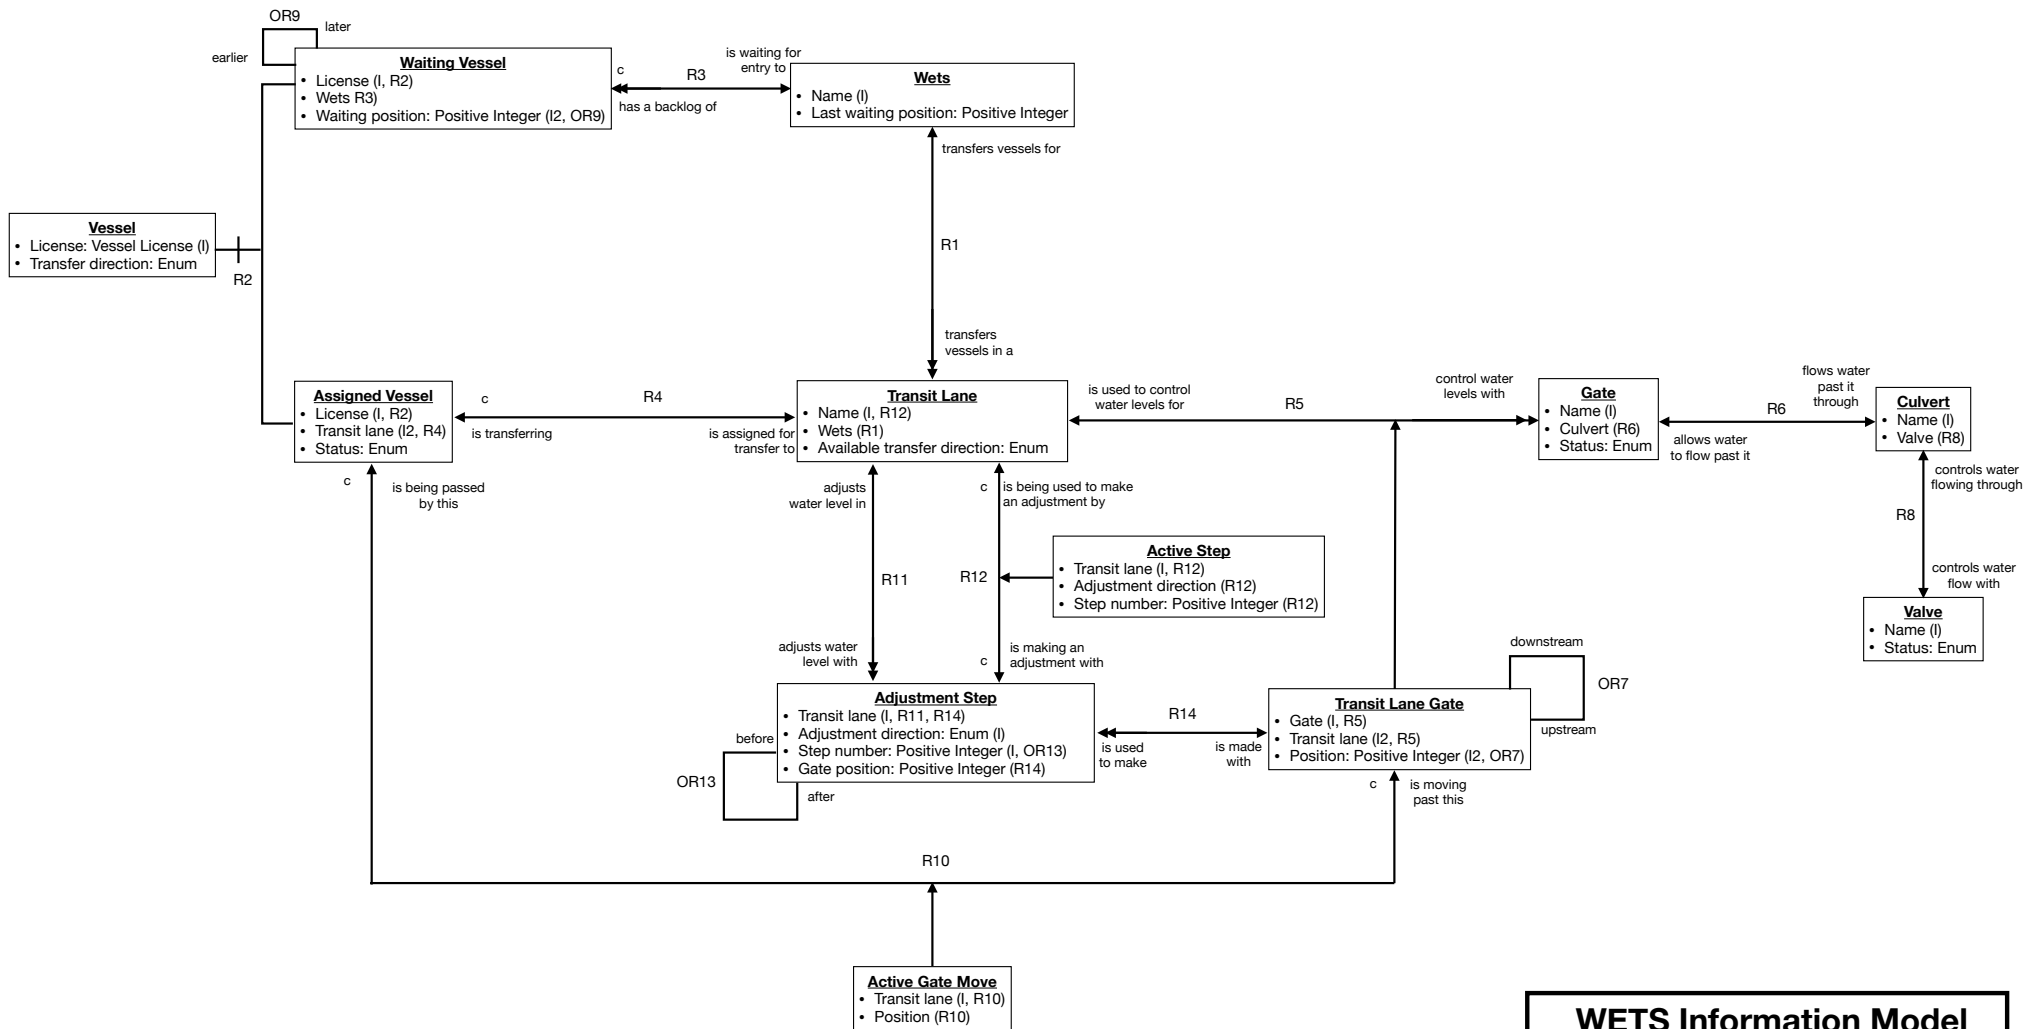 OR9
later
earlier
Waiting Vessel
• License (I, R2)
• Wets R3)
• Waiting position: Positive Integer (I2, OR9)
c
R3
is waiting for
entry to
has a backlog of
Wets
• Name (I)
• Last waiting position: Positive Integer
transfers vessels for
R1
transfers
vessels in a
Vessel
• License: Vessel License (I)
• Transfer direction: Enum
R2
Assigned Vessel
• License (I, R2)
• Transit lane (I2, R4)
• Status: Enum
c
R4
is transferring
is assigned for
transfer to
Transit Lane
• Name (I, R12)
• Wets (R1)
• Available transfer direction: Enum
is used to control
water levels for
R5
control water
levels with
Gate
• Name (I)
• Culvert (R6)
• Status: Enum
flows water
past it
through
R6
allows water
to flow past it
Culvert
• Name (I)
• Valve (R8)
controls water
flowing through
R8
controls water
flow with
Valve
• Name (I)
• Status: Enum
c
is being passed
by this
adjusts
water level in
c
is being used to make
an adjustment by
R11
R12
Active Step
• Transit lane (I, R12)
• Adjustment direction (R12)
• Step number: Positive Integer (R12)
adjusts water
level with
c
is making an
adjustment with
Adjustment Step
• Transit lane (I, R11, R14)
• Adjustment direction: Enum (I)
• Step number: Positive Integer (I, OR13)
• Gate position: Positive Integer (R14)
before
OR13
after
R14
is used
to make
is made
with
downstream
OR7
upstream
Transit Lane Gate
• Gate (I, R5)
• Transit lane (I2, R5)
• Position: Positive Integer (I2, OR7)
c
is moving
past this
R10
Active Gate Move
• Transit lane (I, R10)
• Position (R10)
WETS Information Model